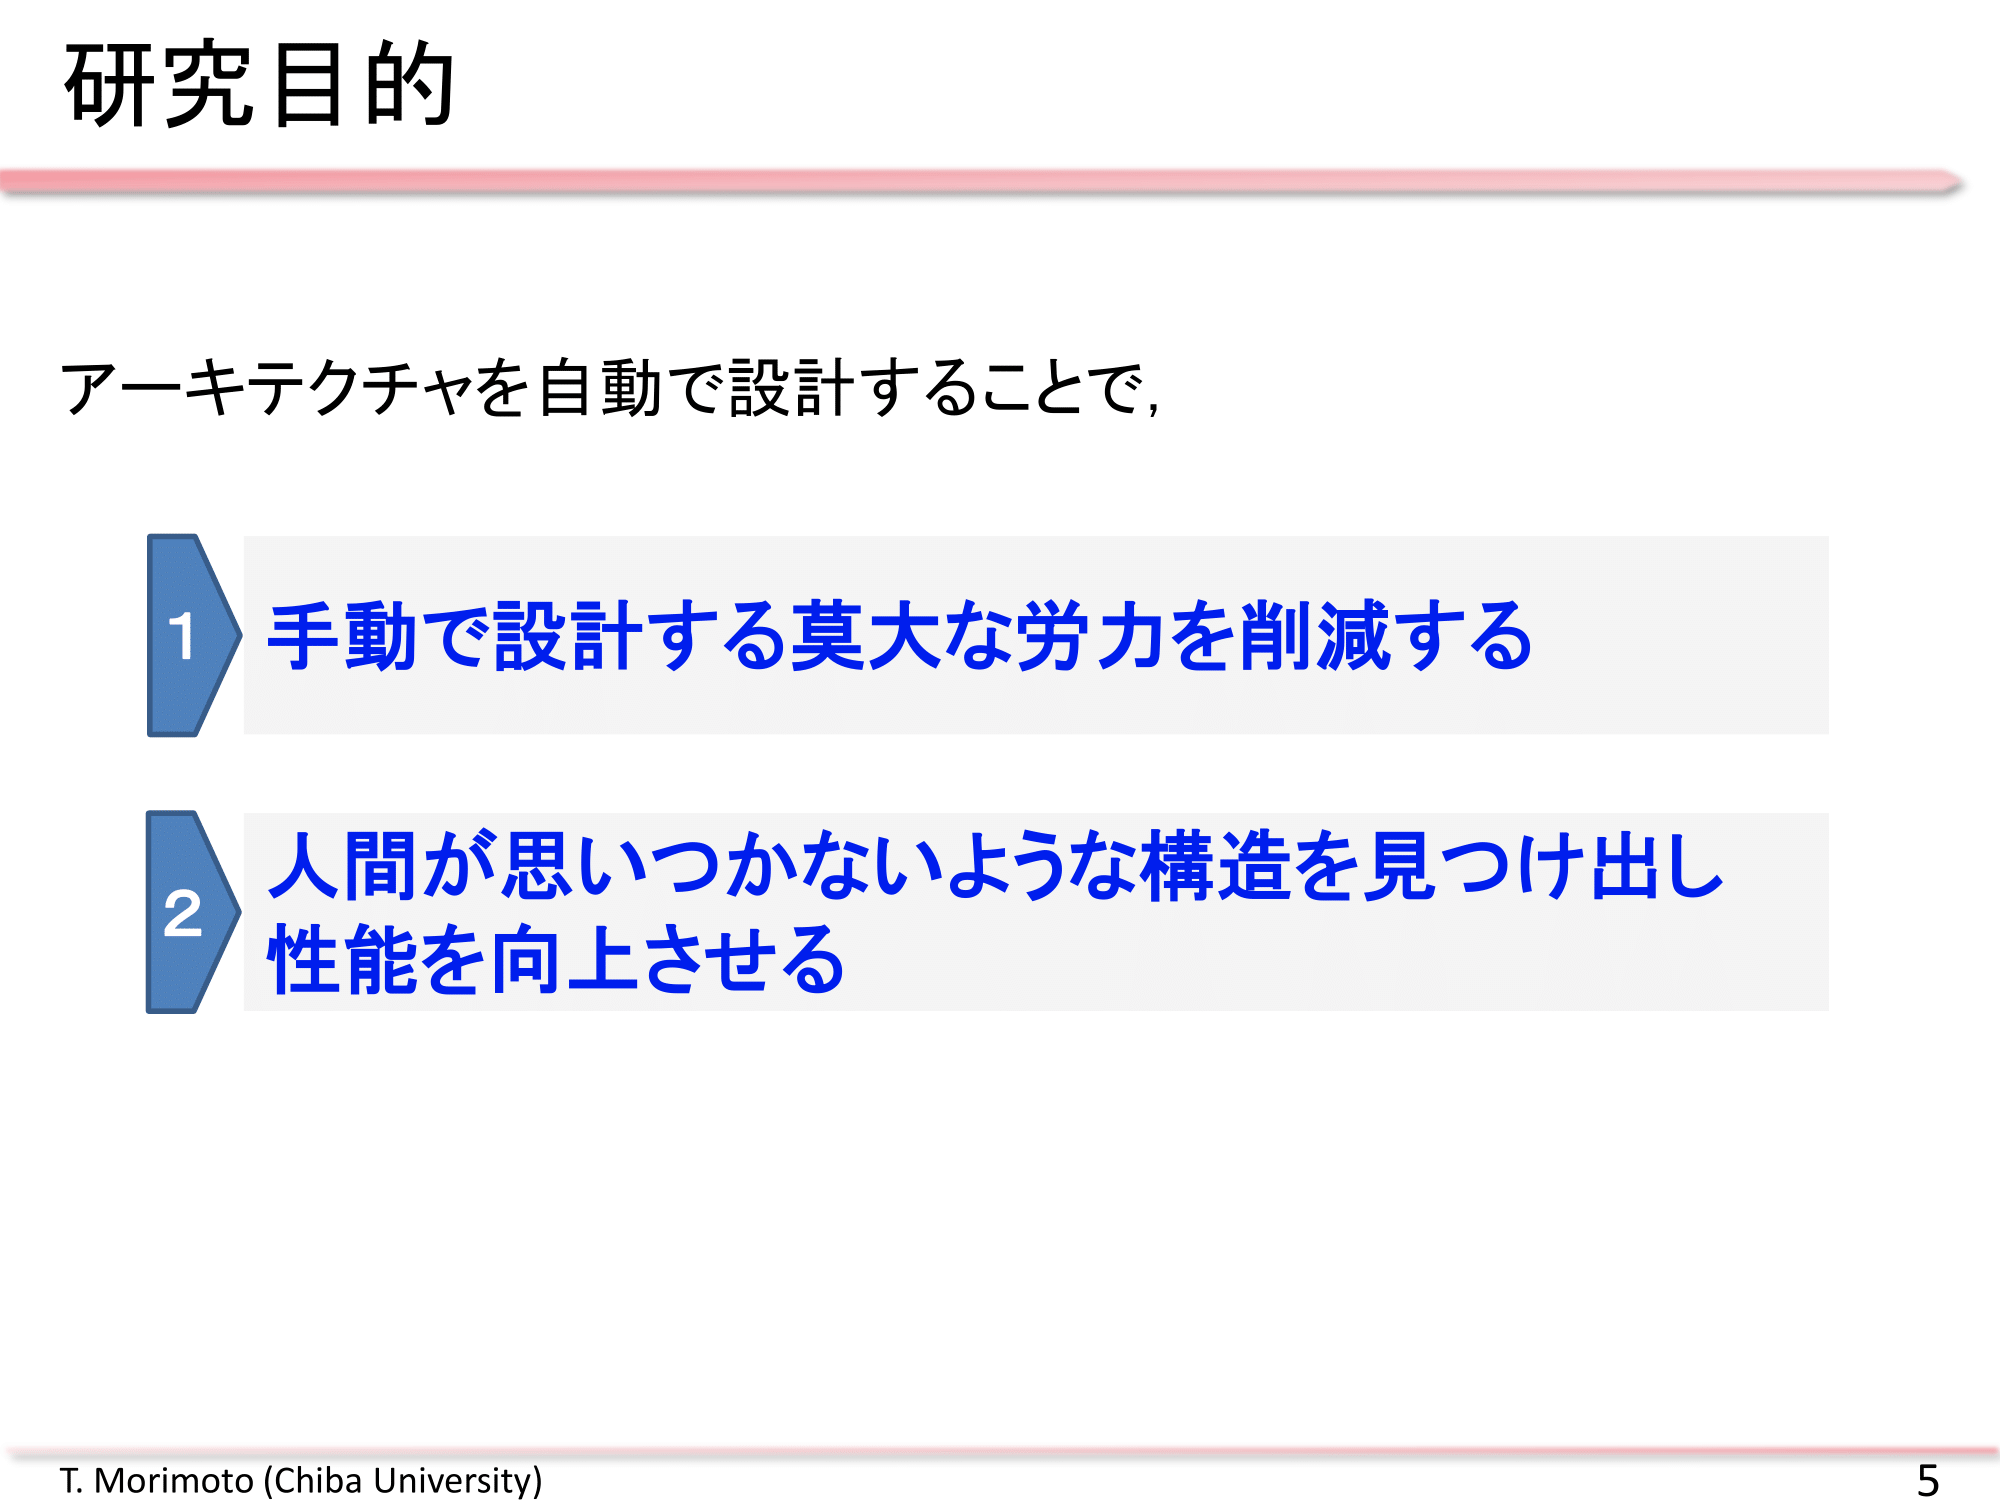 研究目的
アーキテクチャを自動で設計することで,
1 手動で設計する莫大な労力を削減する
2 人間が思いつかないような構造を見つけ出し
性能を向上させる
T. Morimoto (Chiba University) 5